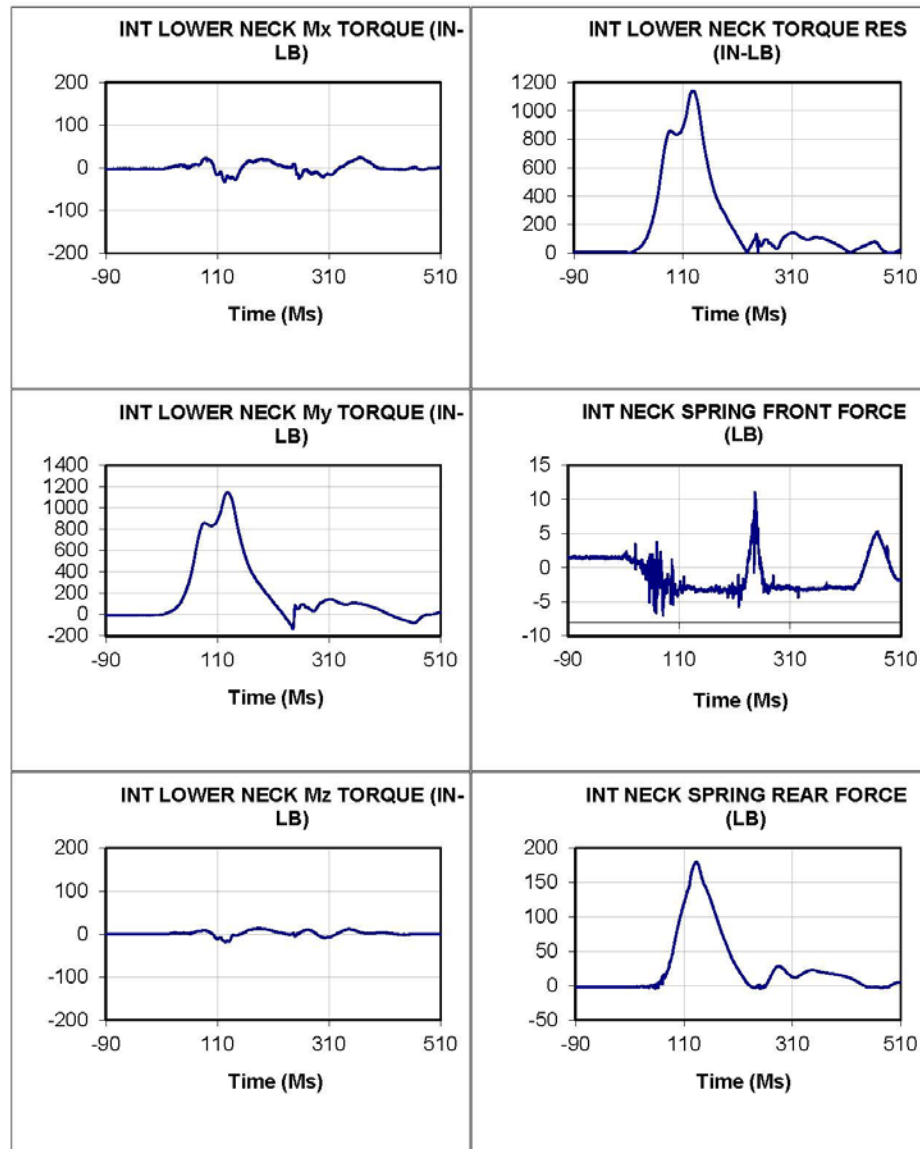 INT LOWER NECK Mx TORQUE (IN-
LB)
200
100
0
-100
-200
-90 110 310 510
Time (Ms)
INT LOWER NECK TORQUE RES
(IN-LB)
1200
1000
800
600
400
200
0
-90 110 310 510
Time (Ms)
INT LOWER NECK My TORQUE (IN-
LB)
1400
1200
1000
800
600
400
200
0
-200
-90 110 310 510
Time (Ms)
INT NECK SPRING FRONT FORCE
(LB)
15
10
5
0
-5
-10
-90 110 310 510
Time (Ms)
INT LOWER NECK Mz TORQUE (IN-
LB)
200
100
0
-100
-200
-90 110 310 510
Time (Ms)
INT NECK SPRING REAR FORCE
(LB)
200
150
100
50
0
-50
-90 110 310 510
Time (Ms)